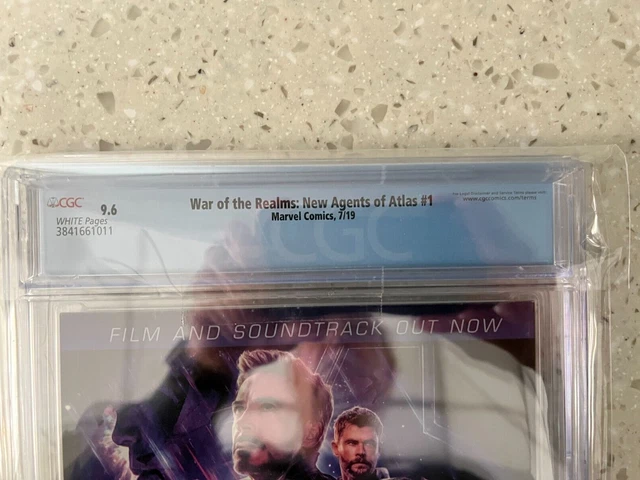 CGC 9.6
WHITE Pages
3841661011
War of the Realms: New Agents of Atlas #1
Marvel Comics, 7/19
www.cgccomics.com/terms
CGC
FILM AND SOUNDTRACK OUT NOW